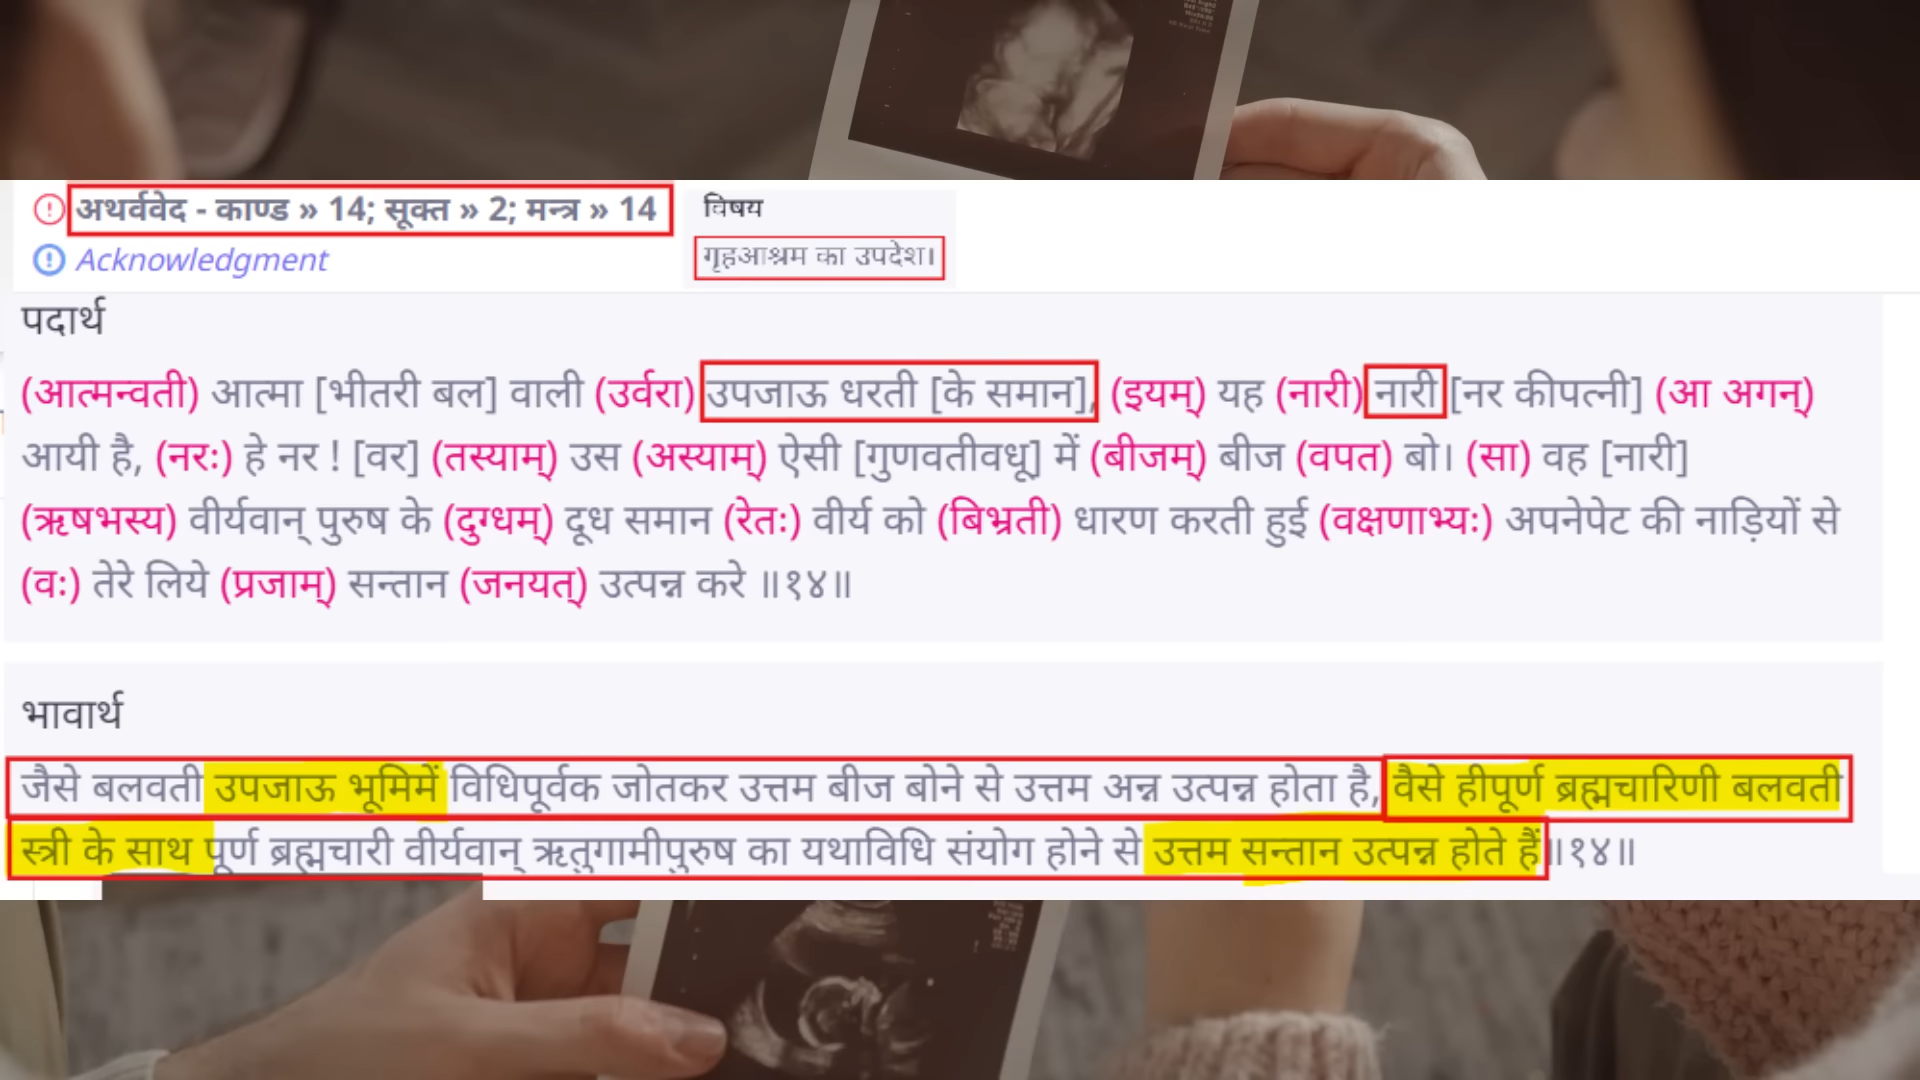 अथर्ववेद - काण्ड » 14; सूक्त » 2; मन्त्र » 14
Acknowledgment
विषय
गृहआश्रम का उपदेश।
पदार्थ
(आत्मन्वती) आत्मा [भीतरी बल] वाली (उर्वरा) उपजाऊ धरती [के समान], (इयम्) यह (नारी) नारी [नर कीपत्नी] (आ अगन्)
आयी है, (नरः) हे नर ! [वर] (तस्याम्) उस (अस्याम्) ऐसी [गुणवतीवधू] में (बीजम्) बीज (वपत) बो। (सा) वह [नारी]
(ऋषभस्य) वीर्यवान् पुरुष के (दुग्धम्) दूध समान (रेतः) वीर्य को (बिभ्रती) धारण करती हुई (वक्षणाभ्यः) अपनेपेट की नाड़ियों से
(वः) तेरे लिये (प्रजाम्) सन्तान (जनयत्) उत्पन्न करे ॥१४॥
भावार्थ
जैसे बलवती उपजाऊ भूमिमें विधिपूर्वक जोतकर उत्तम बीज बोने से उत्तम अन्न उत्पन्न होता है, वैसे हीपूर्ण ब्रह्मचारिणी बलवती
स्त्री के साथ पूर्ण ब्रह्मचारी वीर्यवान् ऋतुगामीपुरुष का यथाविधि संयोग होने से उत्तम सन्तान उत्पन्न होते हैं॥१४॥